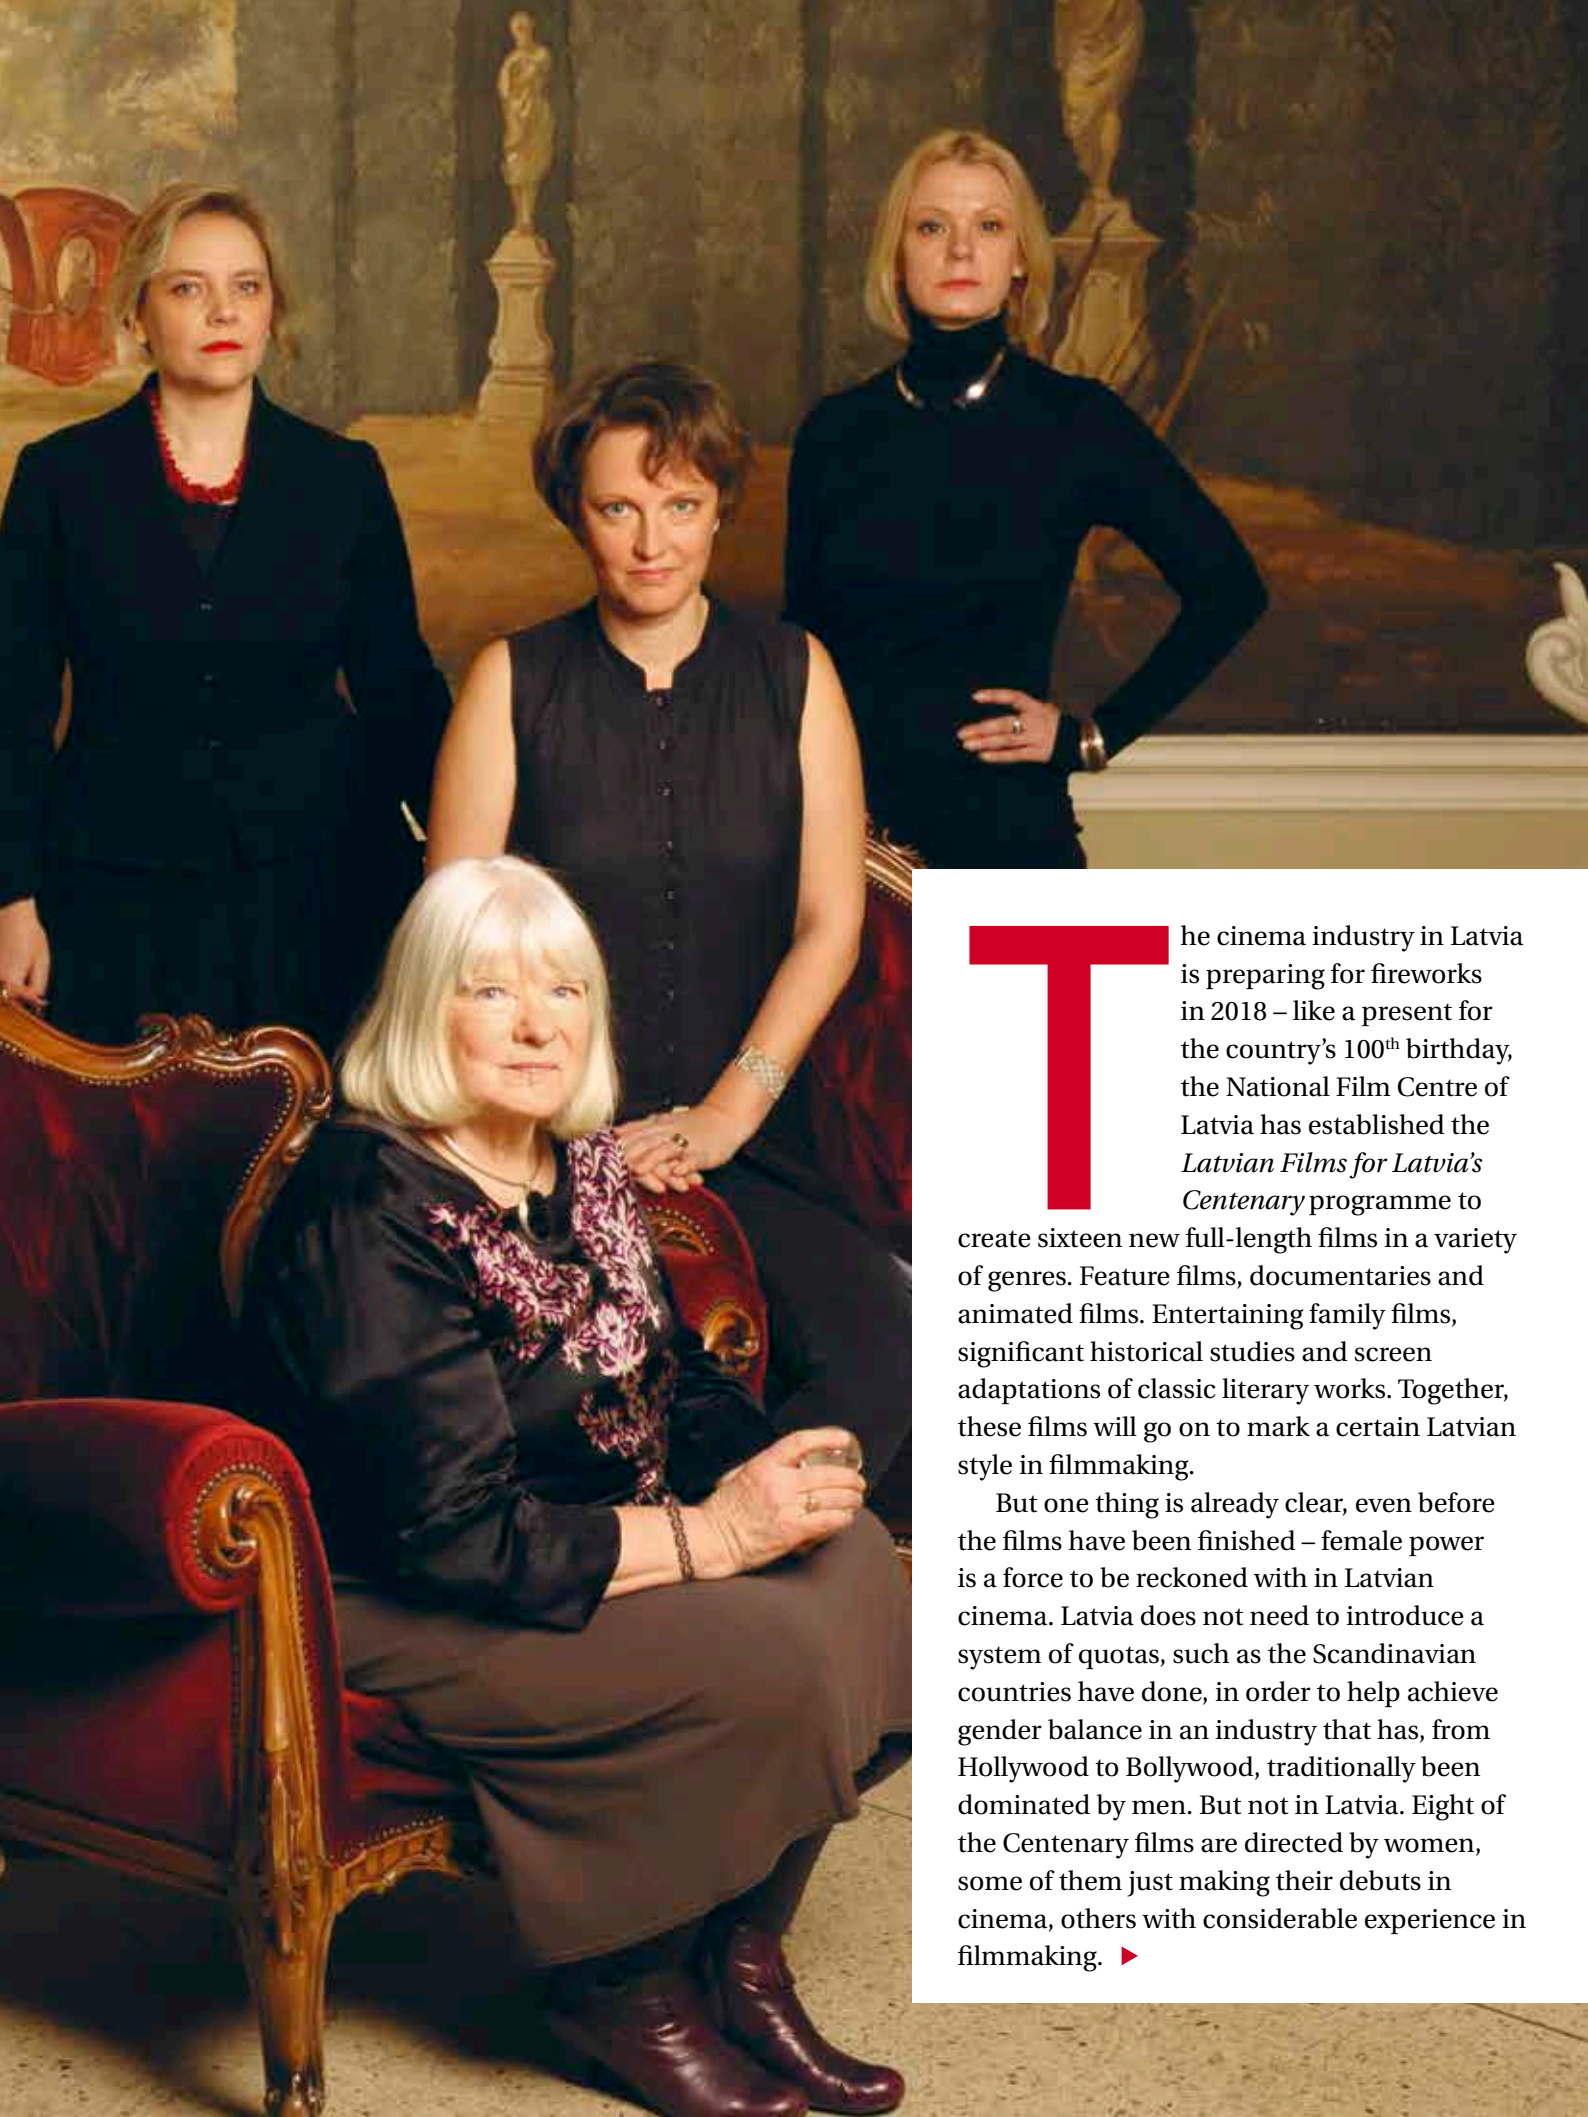 The cinema industry in Latvia
is preparing for fireworks
in 2018 – like a present for
the country's 100th birthday,
the National Film Centre of
Latvia has established the
Latvian Films for Latvia's
Centenary programme to
create sixteen new full-length films in a variety
of genres. Feature films, documentaries and
animated films. Entertaining family films,
significant historical studies and screen
adaptations of classic literary works. Together,
these films will go on to mark a certain Latvian
style in filmmaking.
But one thing is already clear, even before
the films have been finished – female power
is a force to be reckoned with in Latvian
cinema. Latvia does not need to introduce a
system of quotas, such as the Scandinavian
countries have done, in order to help achieve
gender balance in an industry that has, from
Hollywood to Bollywood, traditionally been
dominated by men. But not in Latvia. Eight of
the Centenary films are directed by women,
some of them just making their debuts in
cinema, others with considerable experience in
filmmaking. ▶